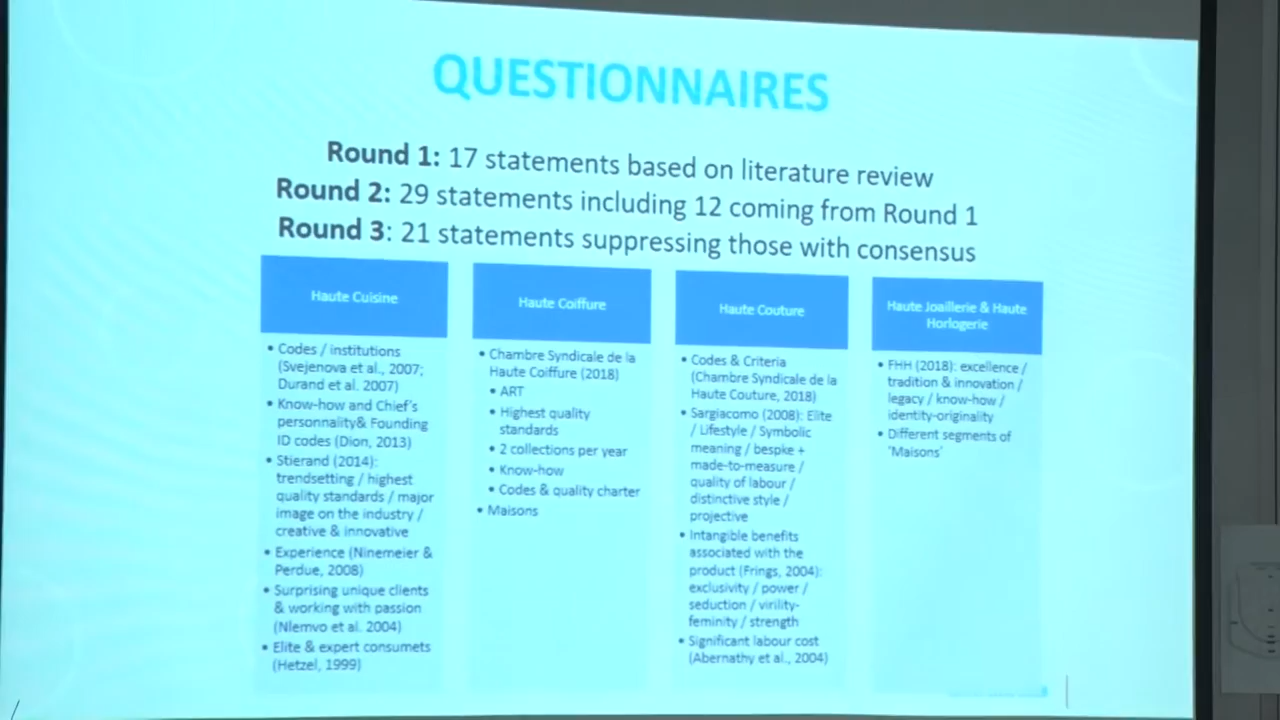 QUESTIONNAIRES
Round 1: 17 statements based on literature review
Round 2: 29 statements including 12 coming from Round 1
Round 3: 21 statements suppressing those with consensus
Haute Cuisine
• Codes / institutions
(Svejenova et al., 2007;
Durand et al. 2007)
• Know-how and Chief's
personnality& Founding
ID codes (Dion, 2013)
• Stierand (2014):
trendsetting / highest
quality standards / major
image on the industry /
creative & innovative
• Experience (Ninemeier &
Perdue, 2008)
• Surprising unique clients
& working with passion
(Nlemvo et al. 2004)
• Elite & expert consumets
(Hetzel, 1999)
Haute Coiffure
• Chambre Syndicale de la
Haute Coiffure (2018)
• ART
• Highest quality
standards
• 2 collections per year
• Know-how
• Codes & quality charter
• Maisons
Haute Couture
• Codes & Criteria
(Chambre Syndicale de la
Haute Couture, 2018)
• Sargiacomo (2008): Elite
/ Lifestyle / Symbolic
meaning / bespke +
made-to-measure /
quality of labour /
distinctive style /
projective
• Intangible benefits
associated with the
product (Frings, 2004):
exclusivity / power /
seduction / virility-
feminity / strength
• Significant labour cost
(Abernathy et al., 2004)
Haute Joaillerie & Haute
Horlogerie
• FHH (2018): excellence /
tradition & innovation /
legacy / know-how /
identity-originality
• Different segments of
'Maisons'